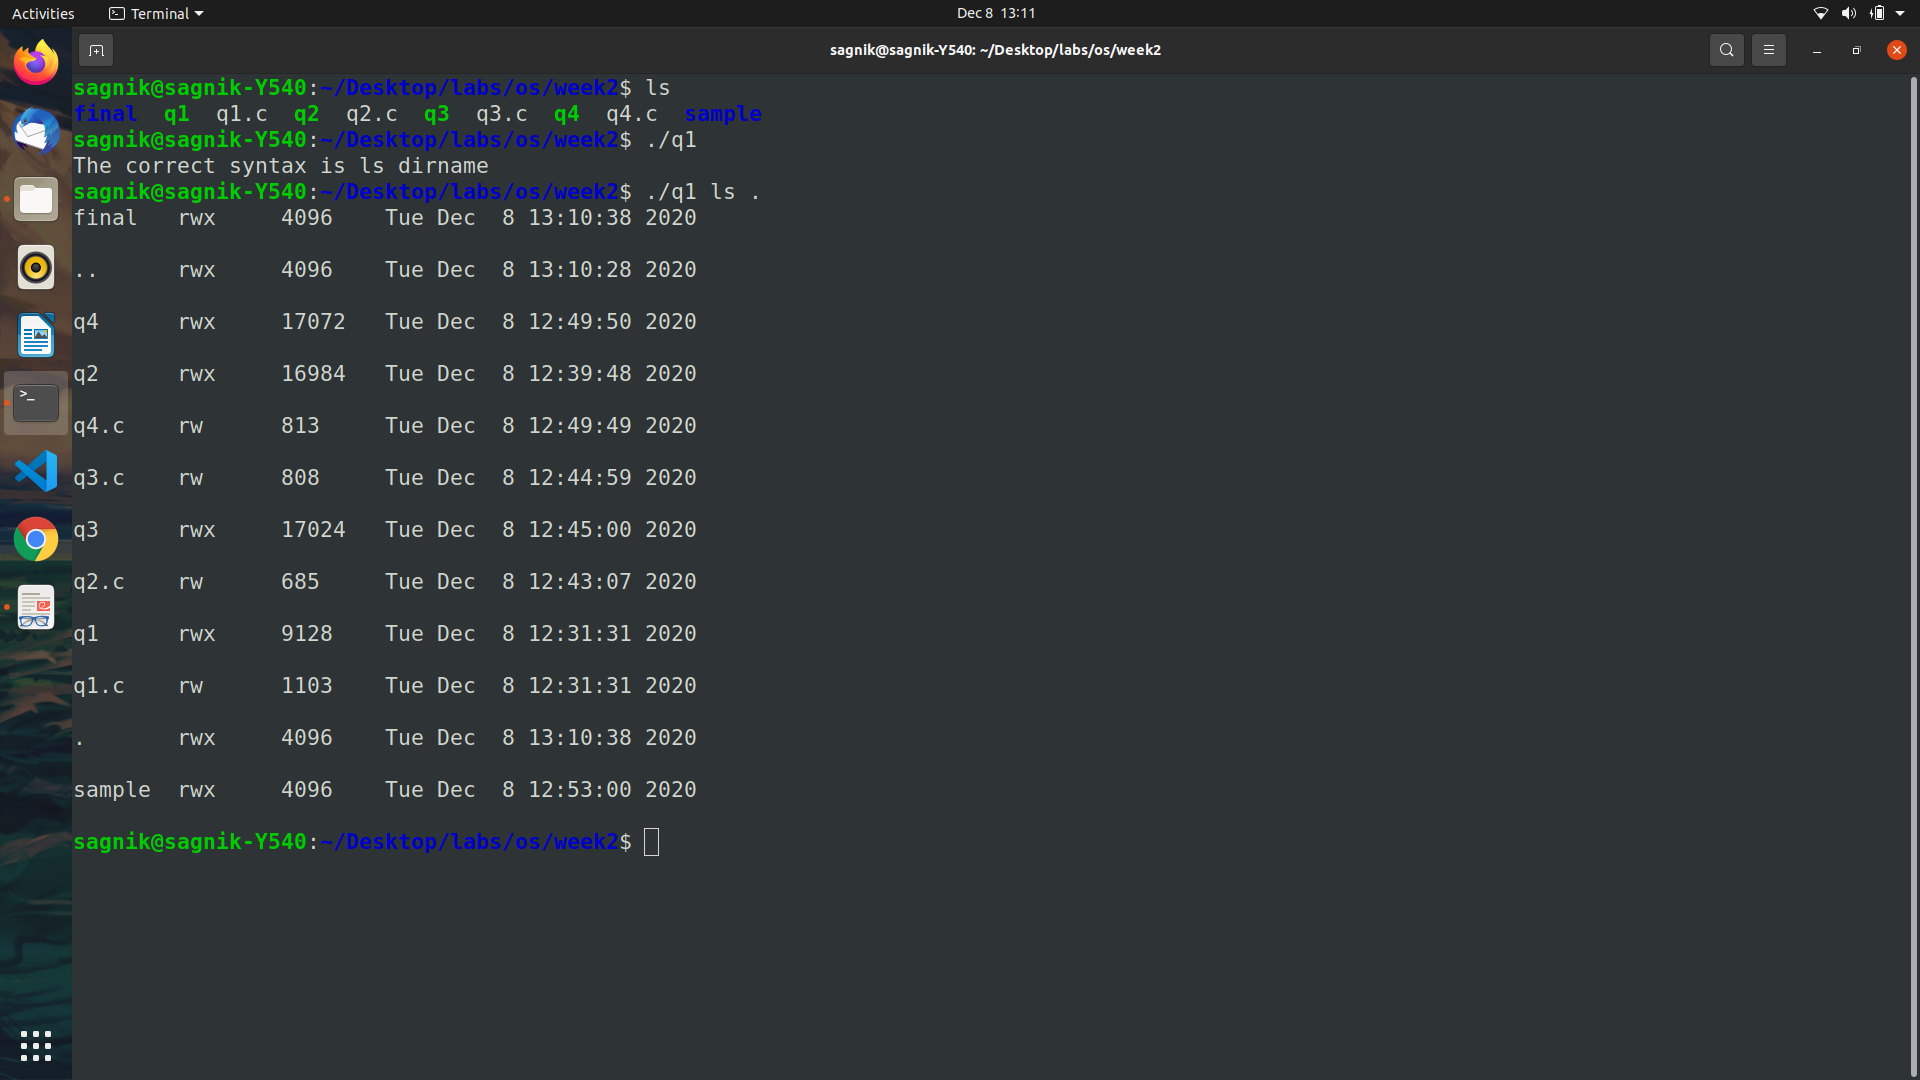 Activities Terminal Dec 8 13:11
sagnik@sagnik-Y540: ~/Desktop/labs/os/week2
sagnik@sagnik-Y540:~/Desktop/labs/os/week2$ ls
final q1 q1.c q2 q2.c q3 q3.c q4 q4.c sample
sagnik@sagnik-Y540:~/Desktop/labs/os/week2$ ./q1
The correct syntax is ls dirname
sagnik@sagnik-Y540:~/Desktop/labs/os/week2$ ./q1 ls .
final rwx 4096 Tue Dec 8 13:10:38 2020
.. rwx 4096 Tue Dec 8 13:10:28 2020
q4 rwx 17072 Tue Dec 8 12:49:50 2020
q2 rwx 16984 Tue Dec 8 12:39:48 2020
q4.c rw 813 Tue Dec 8 12:49:49 2020
q3.c rw 808 Tue Dec 8 12:44:59 2020
q3 rwx 17024 Tue Dec 8 12:45:00 2020
q2.c rw 685 Tue Dec 8 12:43:07 2020
q1 rwx 9128 Tue Dec 8 12:31:31 2020
q1.c rw 1103 Tue Dec 8 12:31:31 2020
. rwx 4096 Tue Dec 8 13:10:38 2020
sample rwx 4096 Tue Dec 8 12:53:00 2020
sagnik@sagnik-Y540:~/Desktop/labs/os/week2$